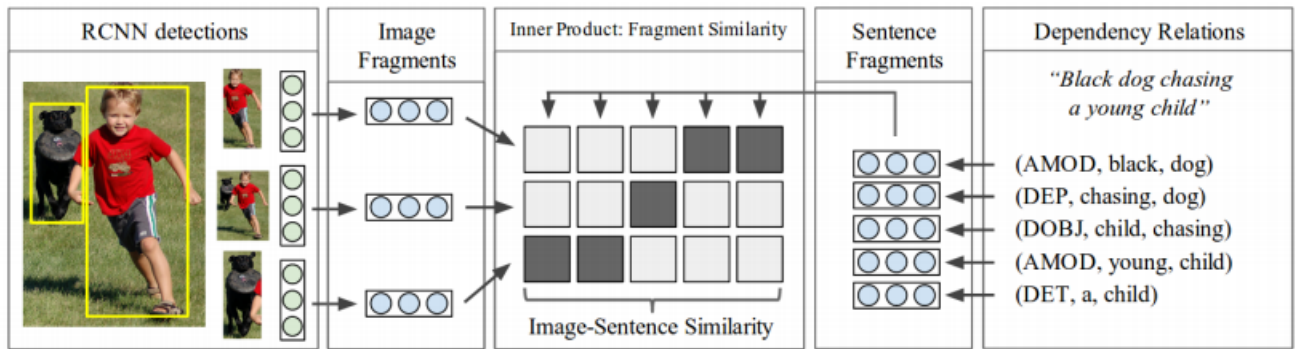 RCNN detections
Image
Fragments
Inner Product: Fragment Similarity
Sentence
Fragments
Dependency Relations
“Black dog chasing
a young child”
(AMOD, black, dog)
(DEP, chasing, dog)
(DOBJ, child, chasing)
(AMOD, young, child)
(DET, a, child)
Image-Sentence Similarity